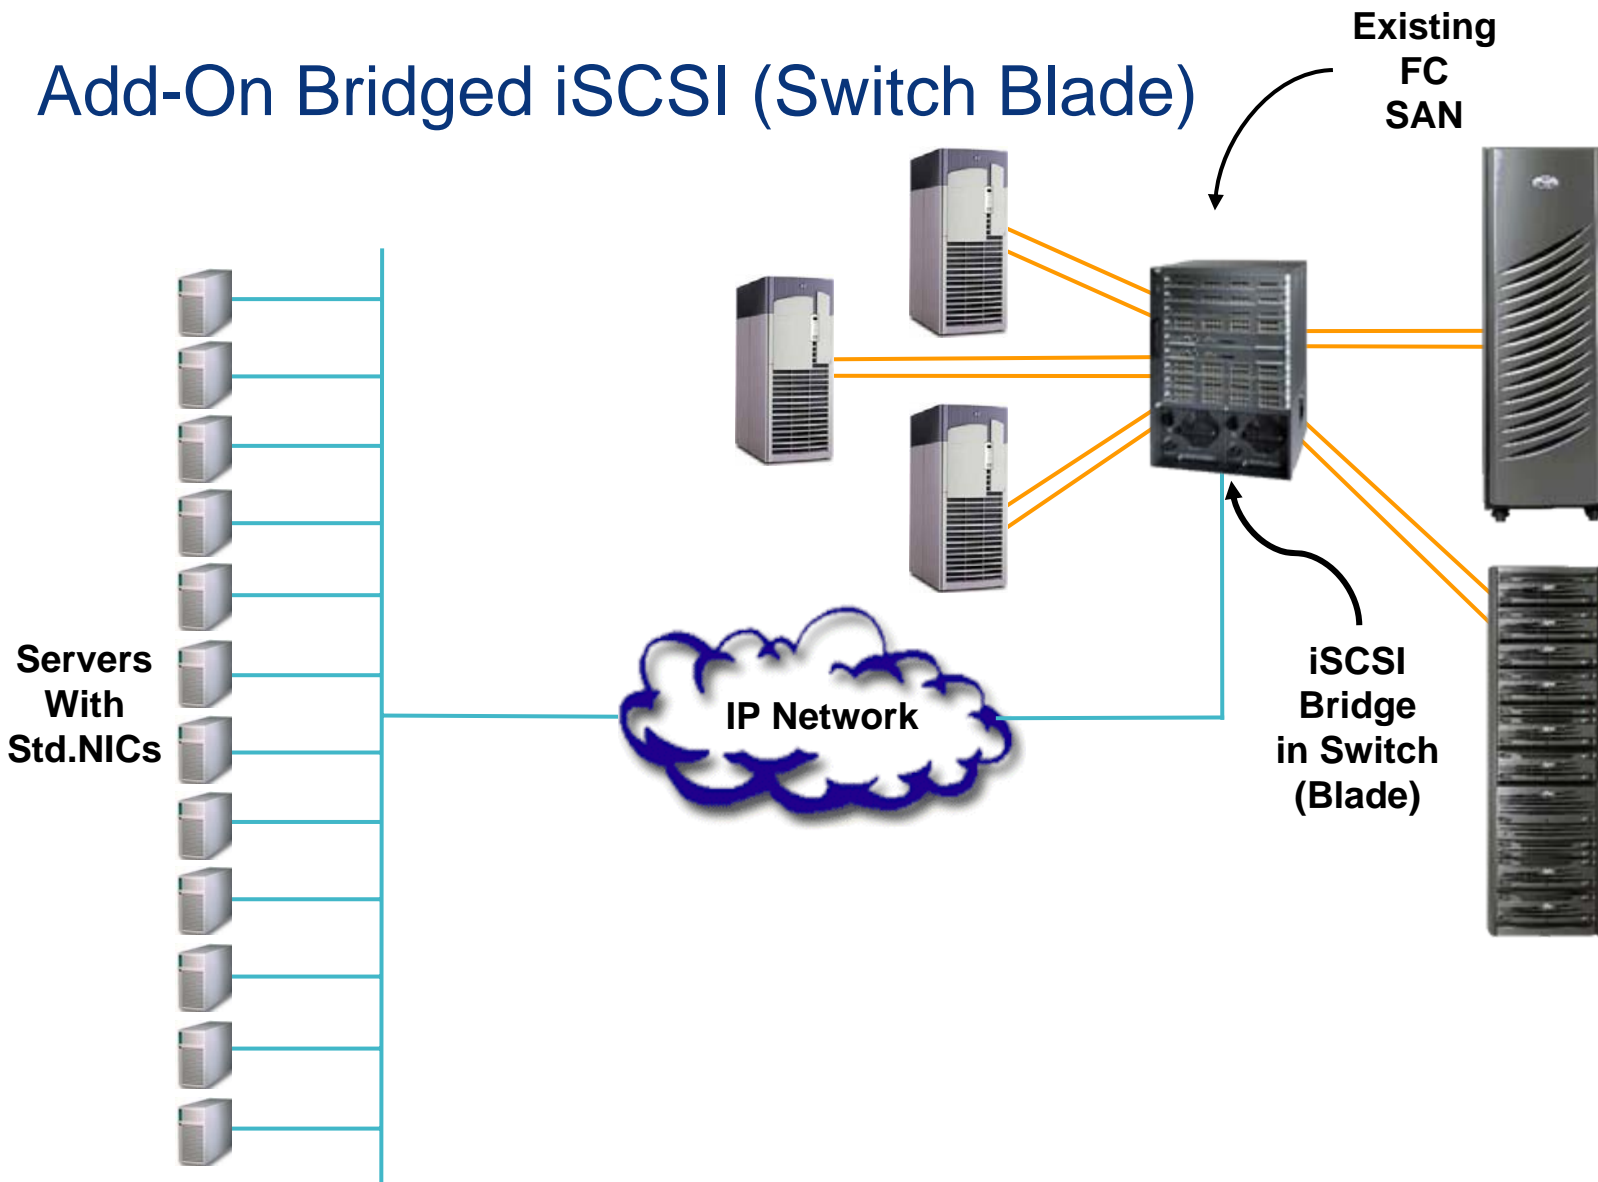 Add-On Bridged iSCSI (Switch Blade)
Existing
FC
SAN
Servers
With
Std.NICs
IP Network
iSCSI
Bridge
in Switch
(Blade)